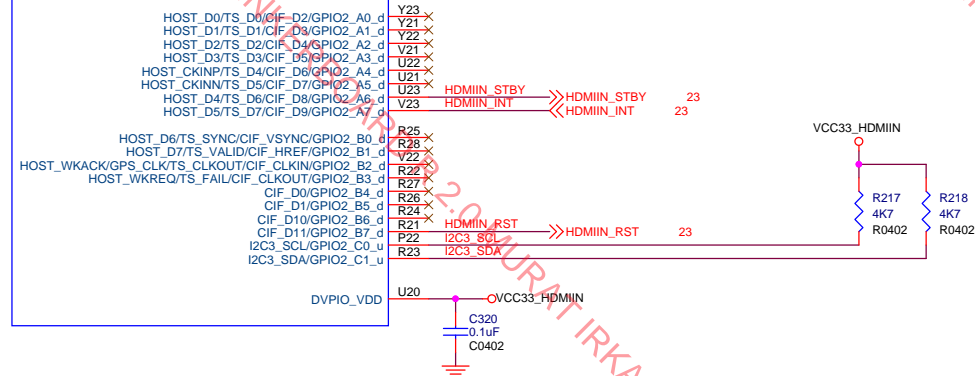 HOST_D0/TS_D0/CIF_D2/GPIO2_A0_d Y23
HOST_D1/TS_D1/CIF_D3/GPIO2_A1_d Y21
HOST_D2/TS_D2/CIF_D4/GPIO2_A2_d Y22
HOST_D3/TS_D3/CIF_D5/GPIO2_A3_d V21
HOST_CKINP/TS_D4/CIF_D6/GPIO2_A4_d U22
HOST_CKINN/TS_D5/CIF_D7/GPIO2_A5_d U21
HOST_D4/TS_D6/CIF_D8/GPIO2_A6_d U23 HDMIIN_STBY HDMIIN_STBY 23
HOST_D5/TS_D7/CIF_D9/GPIO2_A7_d V23 HDMIIN_INT HDMIIN_INT 23
HOST_D6/TS_SYNC/CIF_VSYNC/GPIO2_B0_d R25
HOST_D7/TS_VALID/CIF_HREF/GPIO2_B1_d R28
HOST_WKACK/GPS_CLK/TS_CLKOUT/CIF_CLKIN/GPIO2_B2_d V22
HOST_WKREQ/TS_FAIL/CIF_CLKOUT/GPIO2_B3_d R22
CIF_D0/GPIO2_B4_d R27
CIF_D1/GPIO2_B5_d R26
CIF_D10/GPIO2_B6_d R24
CIF_D11/GPIO2_B7_d R21 HDMIIN_RST HDMIIN_RST 23
I2C3_SCL/GPIO2_C0_u P22 I2C3_SCL
I2C3_SDA/GPIO2_C1_u R23 I2C3_SDA
VCC33_HDMIIN
R217 R218
4K7 4K7
R0402 R0402
DVPIO_VDD U20 VCC33_HDMIIN
C320
0.1uF
C0402
NKERBOARD R 2.0 MURAT IRKA